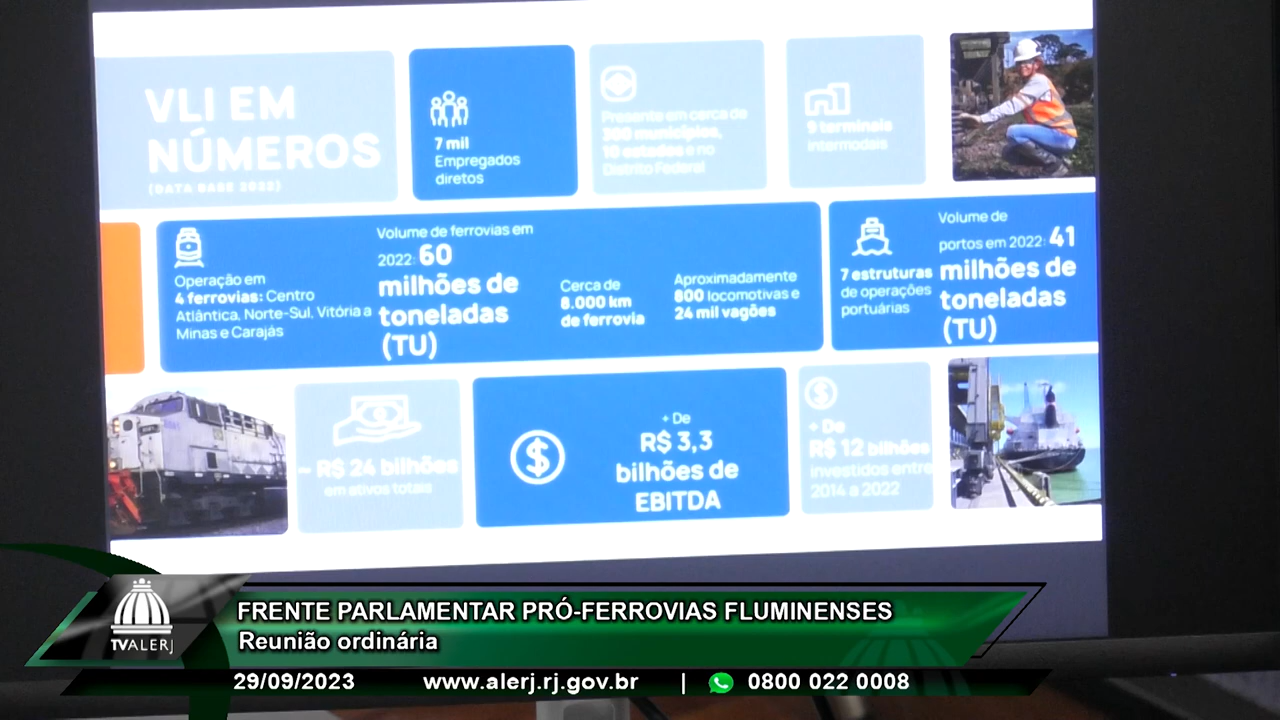 VLI EM
NÚMEROS
(DATA BASE 2022)
7 mil
Empregados
diretos
Presente em cerca de
300 municípios,
10 estados e no
Distrito Federal
9 terminais
intermodais
Operação em
4 ferrovias: Centro
Atlântica, Norte-Sul, Vitória a
Minas e Carajás
Volume de ferrovias em
2022: 60
milhões de
toneladas
(TU)
Cerca de
8.000 km
de ferrovia
Aproximadamente
800 locomotivas e
24 mil vagões
7 estruturas
de operações
portuárias
Volume de
portos em 2022: 41
milhões de
toneladas
(TU)
~ R$ 24 bilhões
em ativos totais
+ De
R$ 3,3
bilhões de
EBITDA
+ De
R$ 12 bilhões
investidos entre
2014 a 2022
TVALERJ
FRENTE PARLAMENTAR PRÓ-FERROVIAS FLUMINENSES
Reunião ordinária
29/09/2023 www.alerj.rj.gov.br | 0800 022 0008